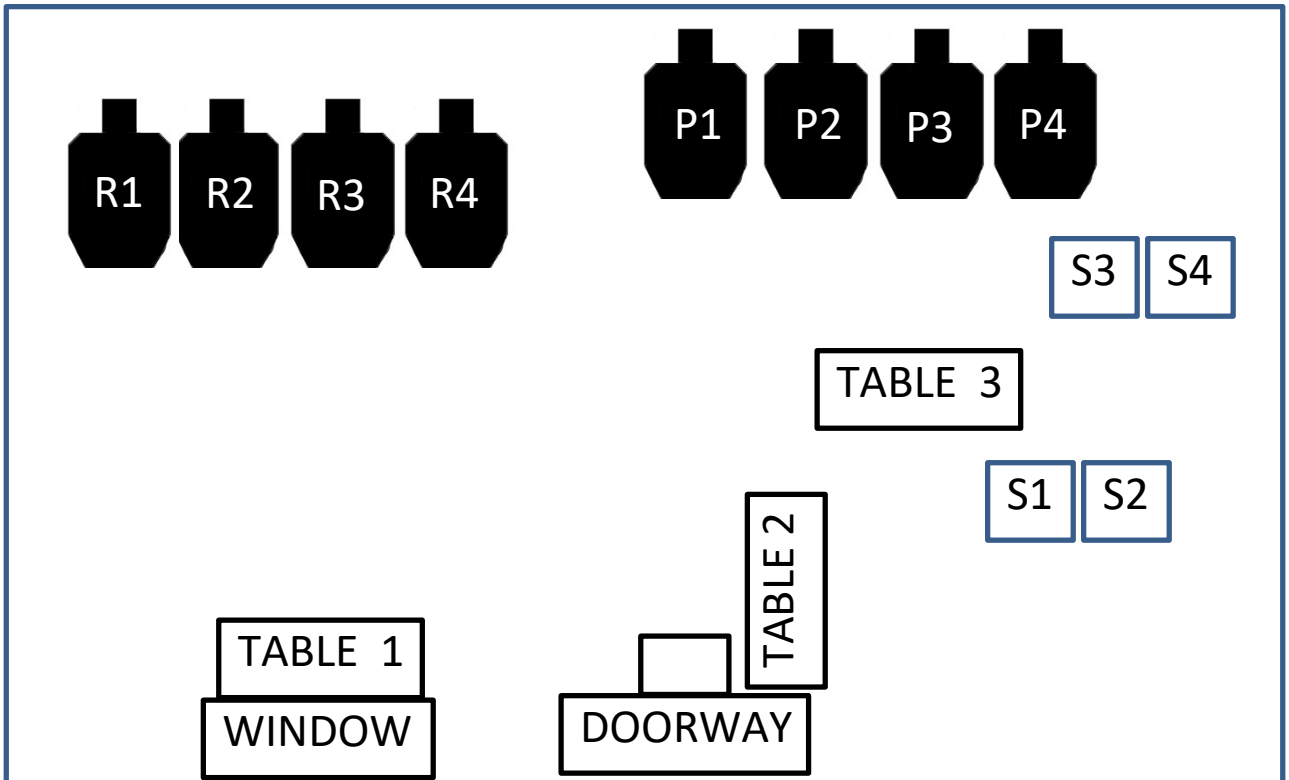 P1 P2 P3 P4
R1 R2 R3 R4
S3 S4
TABLE 3
S1 S2
TABLE 2
TABLE 1
WINDOW
DOORWAY